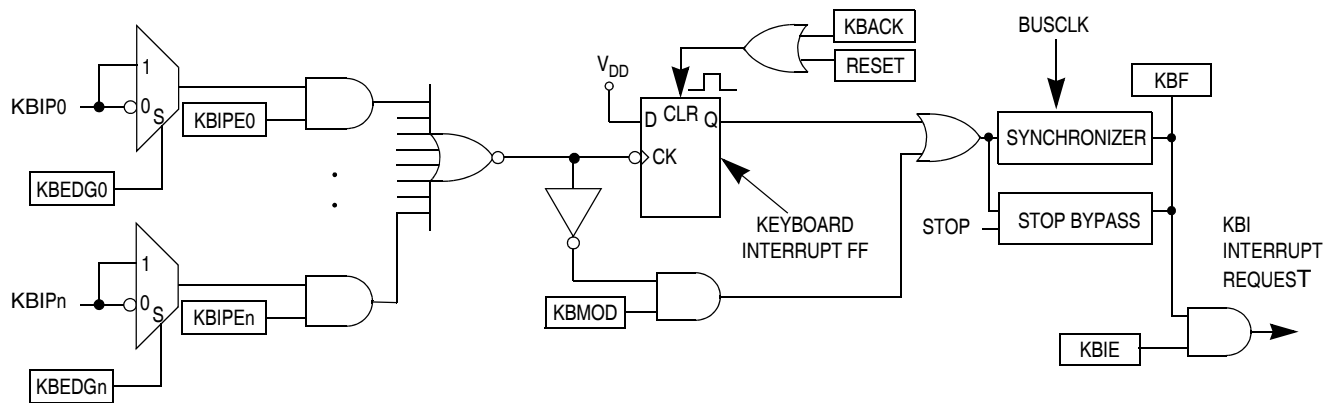 KBACK
RESET
BUSCLK
VDD
KBF
1
KBIP0
0
S
KBIPE0
KBEDG0
D CLR Q
CK
SYNCHRONIZER
STOP BYPASS
STOP
KEYBOARD
INTERRUPT FF
KBI
INTERRUPT
REQUEST
1
KBIPn
0
S
KBIPEn
KBEDGn
KBMOD
KBIE